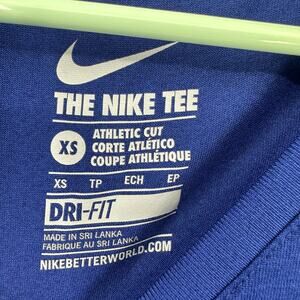 THE NIKE TEE
XS
ATHLETIC CUT
CORTE ATLÉTICO
COUPE ATHLÉTIQUE
XS TP ECH EP
DRI-FIT
MADE IN SRI LANKA
FABRIQUE AU SRI LANKA
NIKEBETTERWORLD.COM